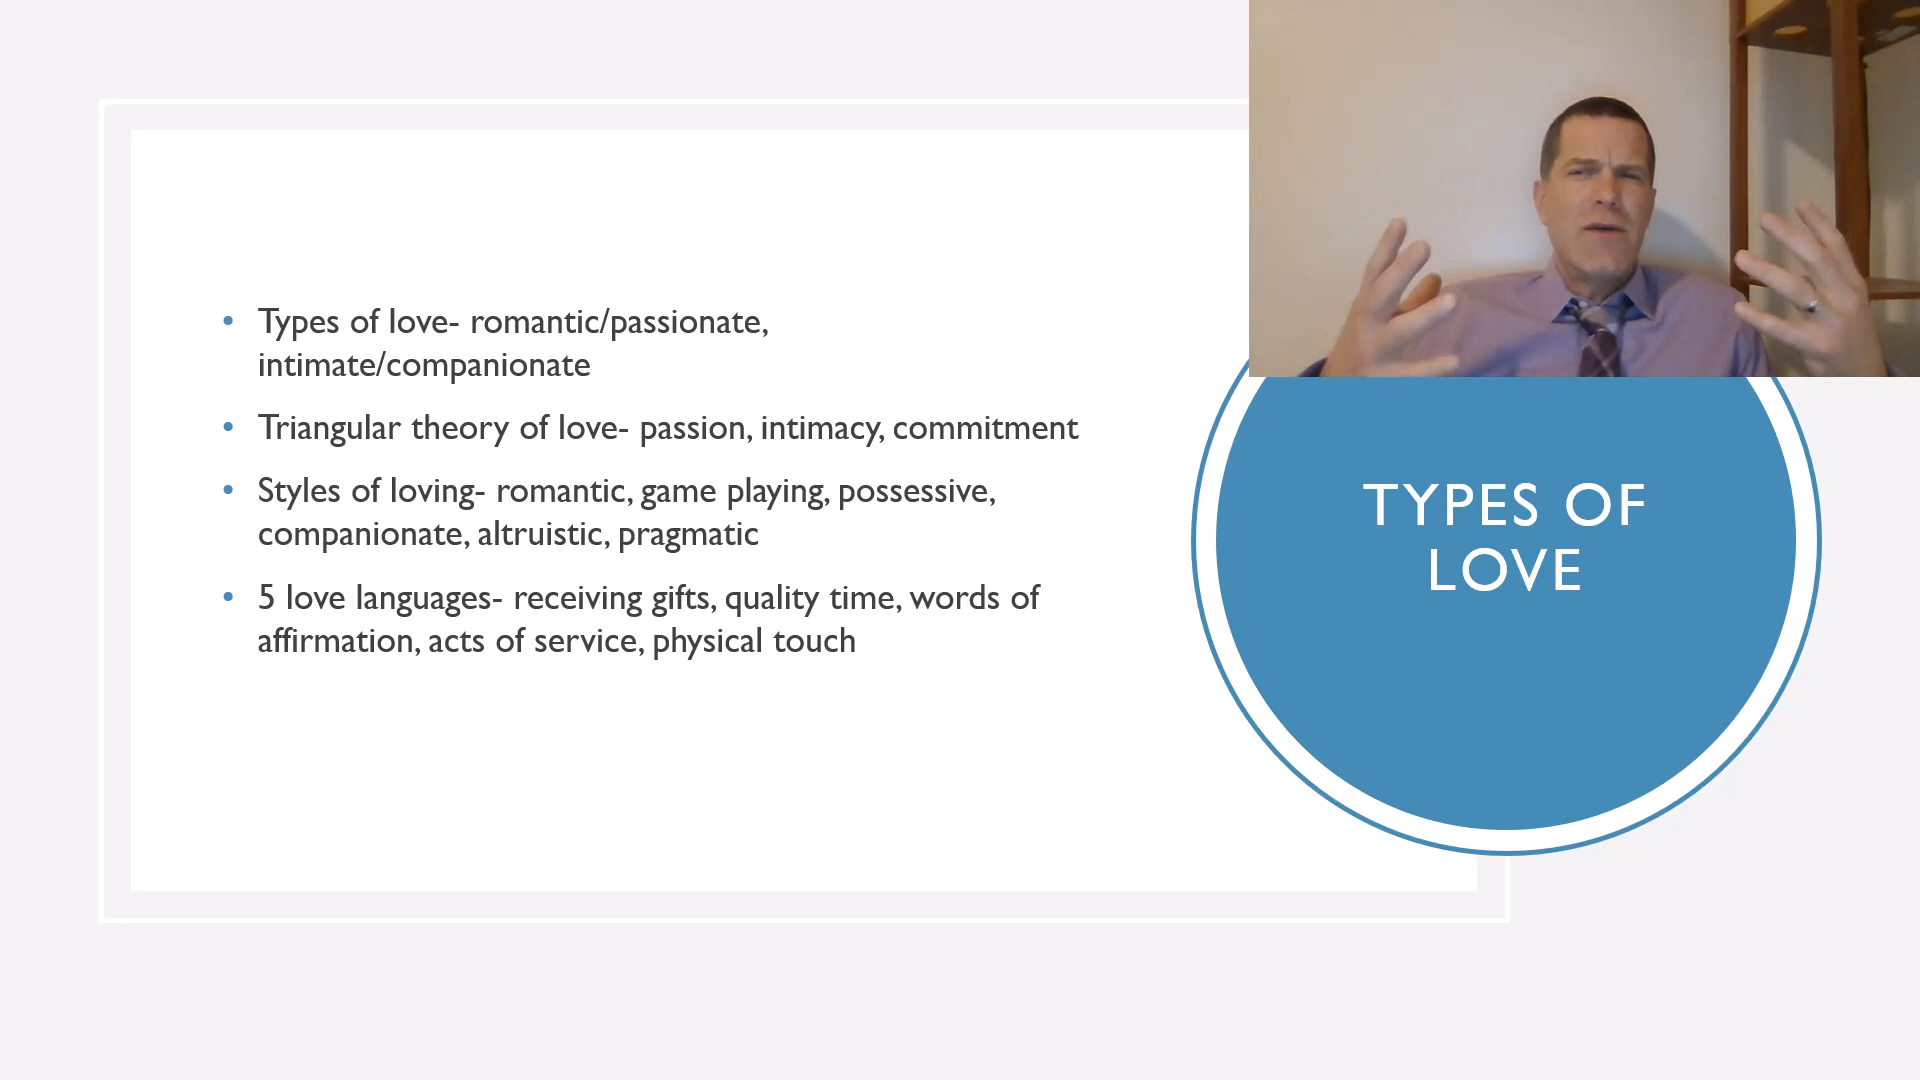 Types of love- romantic/passionate,
intimate/companionate
Triangular theory of love- passion, intimacy, commitment
Styles of loving- romantic, game playing, possessive,
companionate, altruistic, pragmatic
5 love languages- receiving gifts, quality time, words of
affirmation, acts of service, physical touch
TYPES OF
LOVE